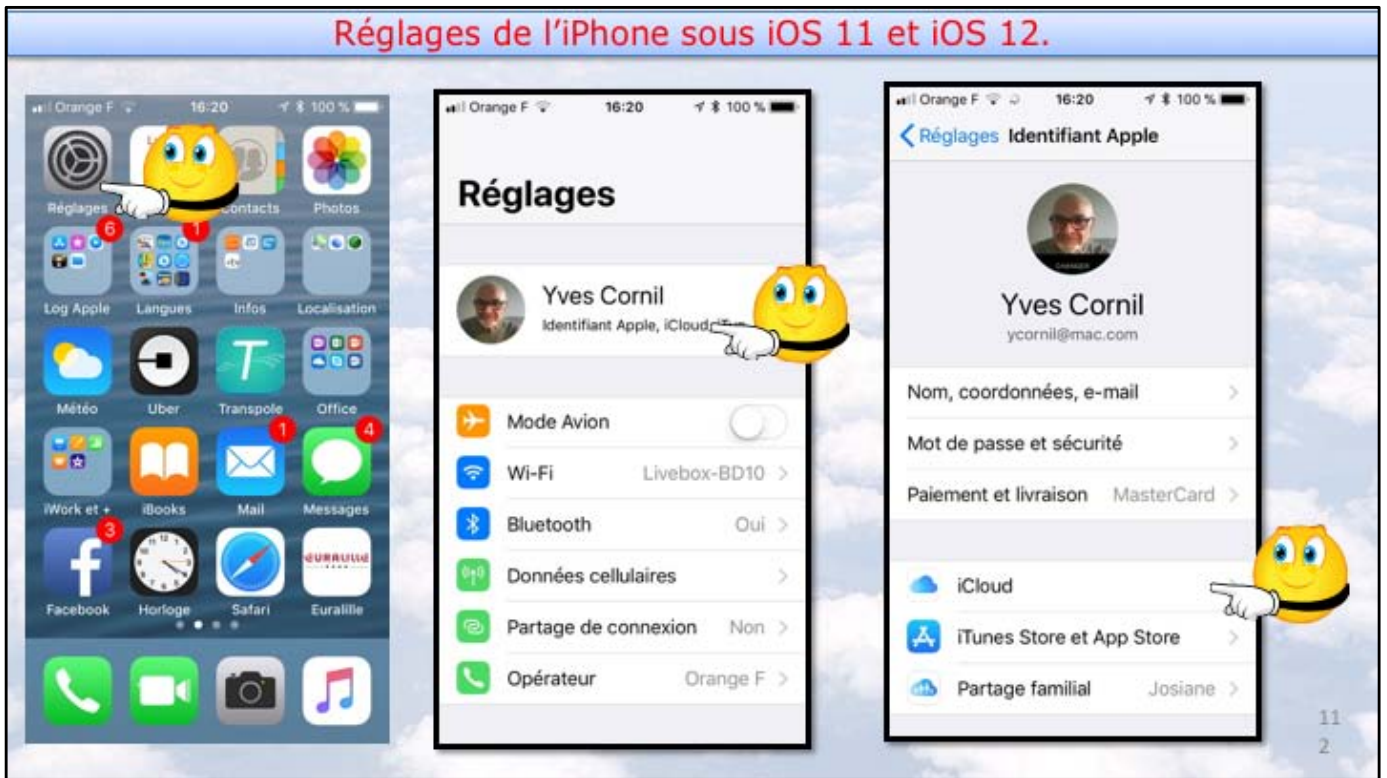 Réglages de l'iPhone sous iOS 11 et iOS 12.
Orange F 16:20 100 %
Réglages Contacts Photos
6 1
Log Apple Langues Infos Localisation
Météo Uber Transpole Office
1 4
iWork et + iBooks Mail Messages
3
EURALILLE
Facebook Horloge Safari Euralille
Orange F 16:20 100 %
Réglages
Yves Cornil
Identifiant Apple, iCloud,
Mode Avion
Wi-Fi Livebox-BD10
Bluetooth Oui
Données cellulaires
Partage de connexion Non
Opérateur Orange F
Orange F 16:20 100 %
Réglages Identifiant Apple
Yves Cornil
ycornil@mac.com
Nom, coordonnées, e-mail
Mot de passe et sécurité
Paiement et livraison MasterCard
iCloud
iTunes Store et App Store
Partage familial Josiane
11
2